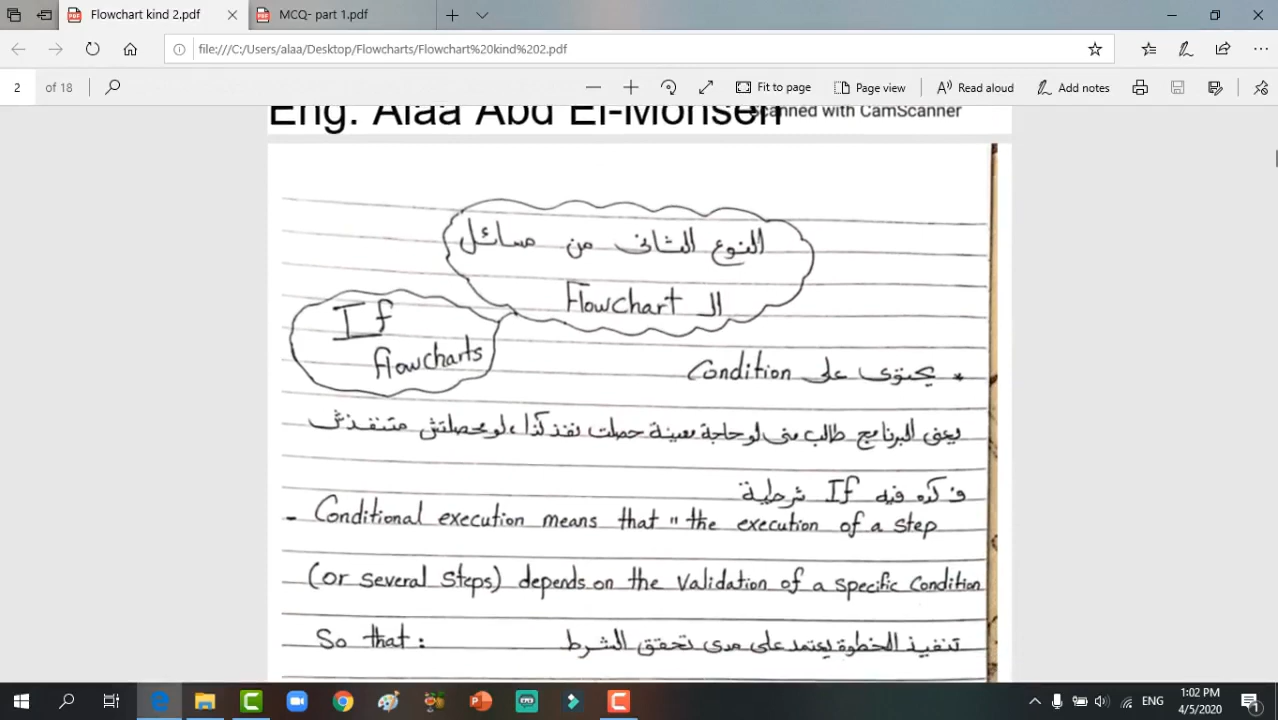 Flowchart kind 2.pdf
MCQ- part 1.pdf
file:///C:/Users/alaa/Desktop/Flowcharts/Flowchart%20kind%202.pdf
2 of 18
Fit to page
Page view
A Read aloud
Add notes
Eng. Alaa Abd El-Mohsen
Scanned with CamScanner
النوع الثانى من مسائل
ال Flowchart
If
flowcharts
* يحتوى على Condition
يعنى البرنامج طالب منى لو حاجة معينة حصلت نفذ كذا، لو محصلتش متنفذش
ف كده فيه If شرطية
- Conditional execution means that " the execution of a step
(or several steps) depends on the validation of a specific Condition
تنفيذ الخطوة يعتمد على مدى تحقق الشرط
So that :
ENG
1:02 PM
4/5/2020
1